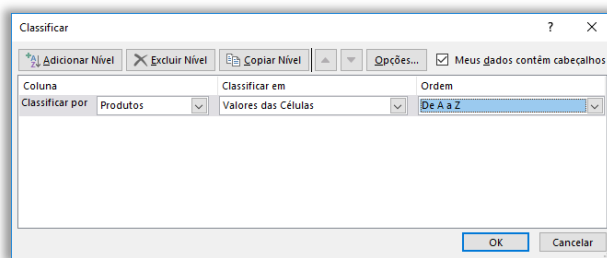 Classificar ? X
Adicionar Nível Excluir Nível Copiar Nível Opções... Meus dados contêm cabeçalhos
Coluna Classificar em Ordem
Classificar por Produtos Valores das Células De A a Z
OK Cancelar